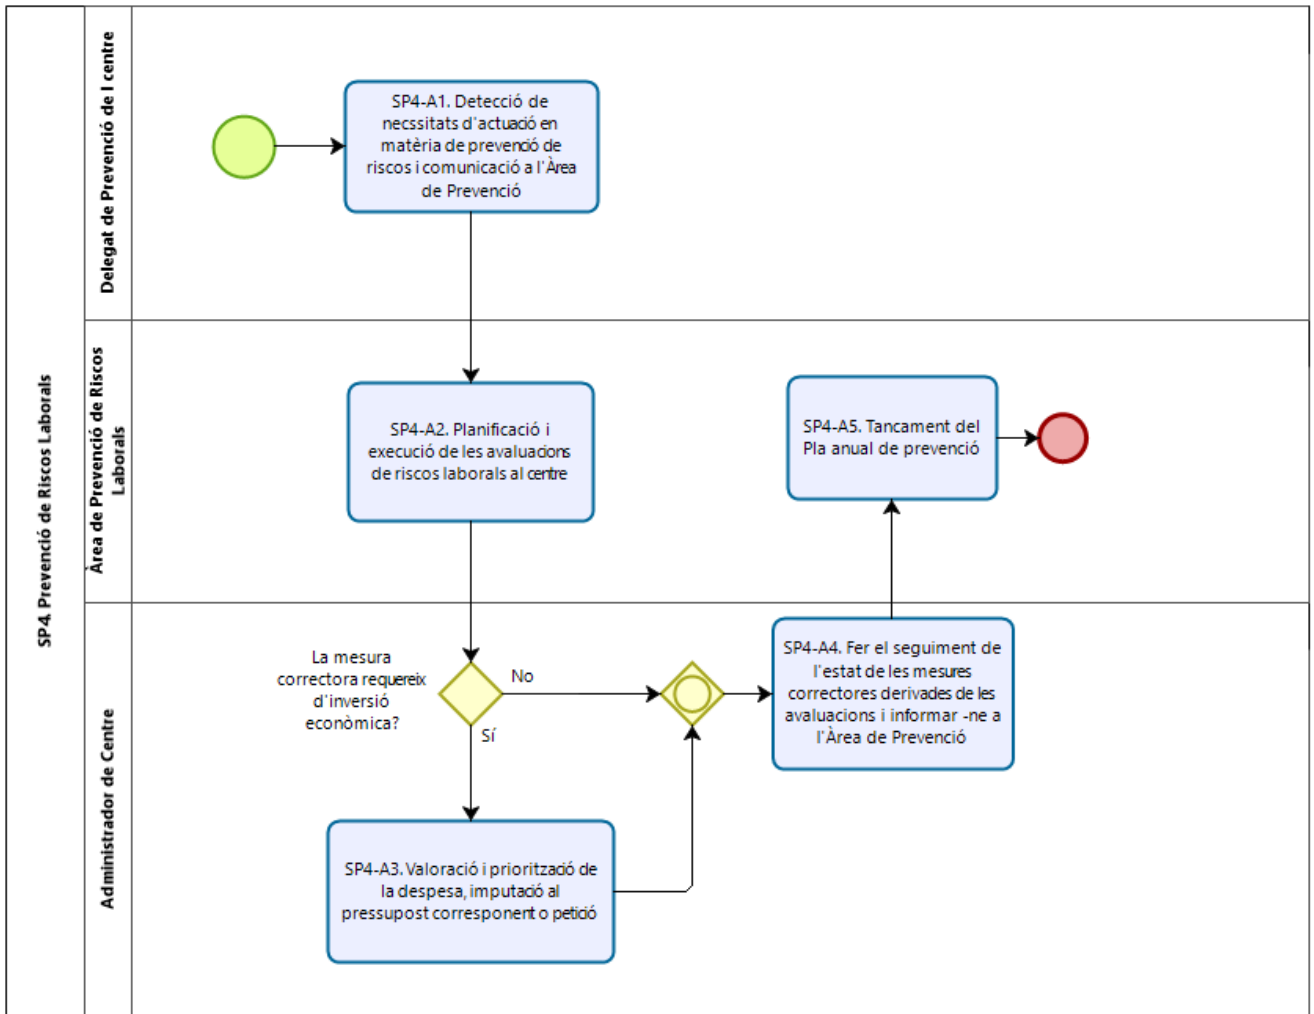 SP4. Prevenció de Riscos Laborals
Delegat de Prevenció de l centre
SP4-A1. Detecció de
necssitats d'actuació en
matèria de prevenció de
riscos i comunicació a l'Àrea
de Prevenció
Àrea de Prevenció de Riscos
Laborals
SP4-A2. Planificació i
execució de les avaluacions
de riscos laborals al centre
SP4-A5. Tancament del
Pla anual de prevenció
Administrador de Centre
La mesura
correctora requereix
d'inversió
econòmica?
No
Sí
SP4-A4. Fer el seguiment de
l'estat de les mesures
correctores derivades de les
avaluacions i informar -ne a
l'Àrea de Prevenció
SP4-A3. Valoració i priorització de
la despesa, imputació al
pressupost corresponent o petició